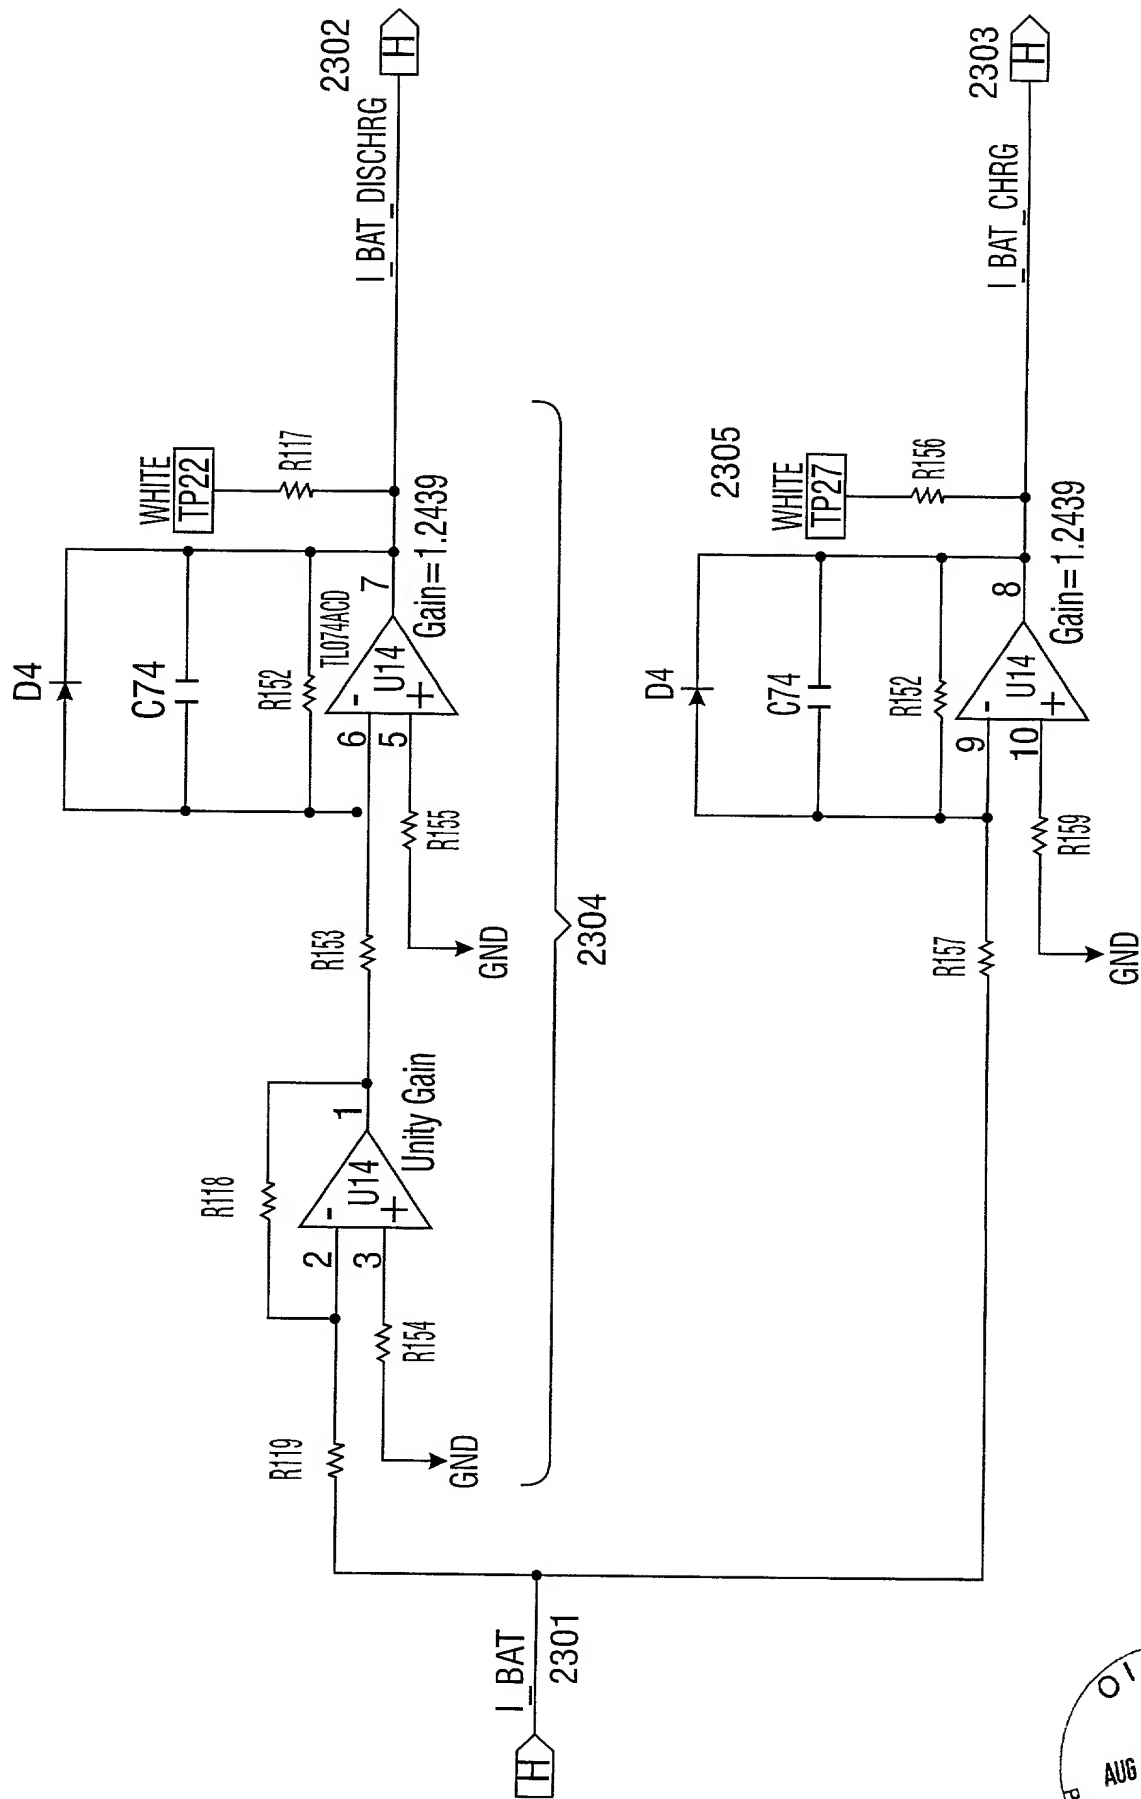 D4
C74
R152
WHITE
TP22
R117
TL074ACD
6
-
U14
5
+
7
Gain=1.2439
I_BAT_DISCHRG
2302
H
R153
R155
GND
R118
2
-
U14
3
+
1
Unity Gain
R119
R154
GND
2304
I_BAT
2301
H
D4
C74
R152
WHITE
TP27
2305
R156
9
-
U14
10
+
8
Gain=1.2439
I_BAT_CHRG
2303
H
R157
R159
GND
O I
P
AUG